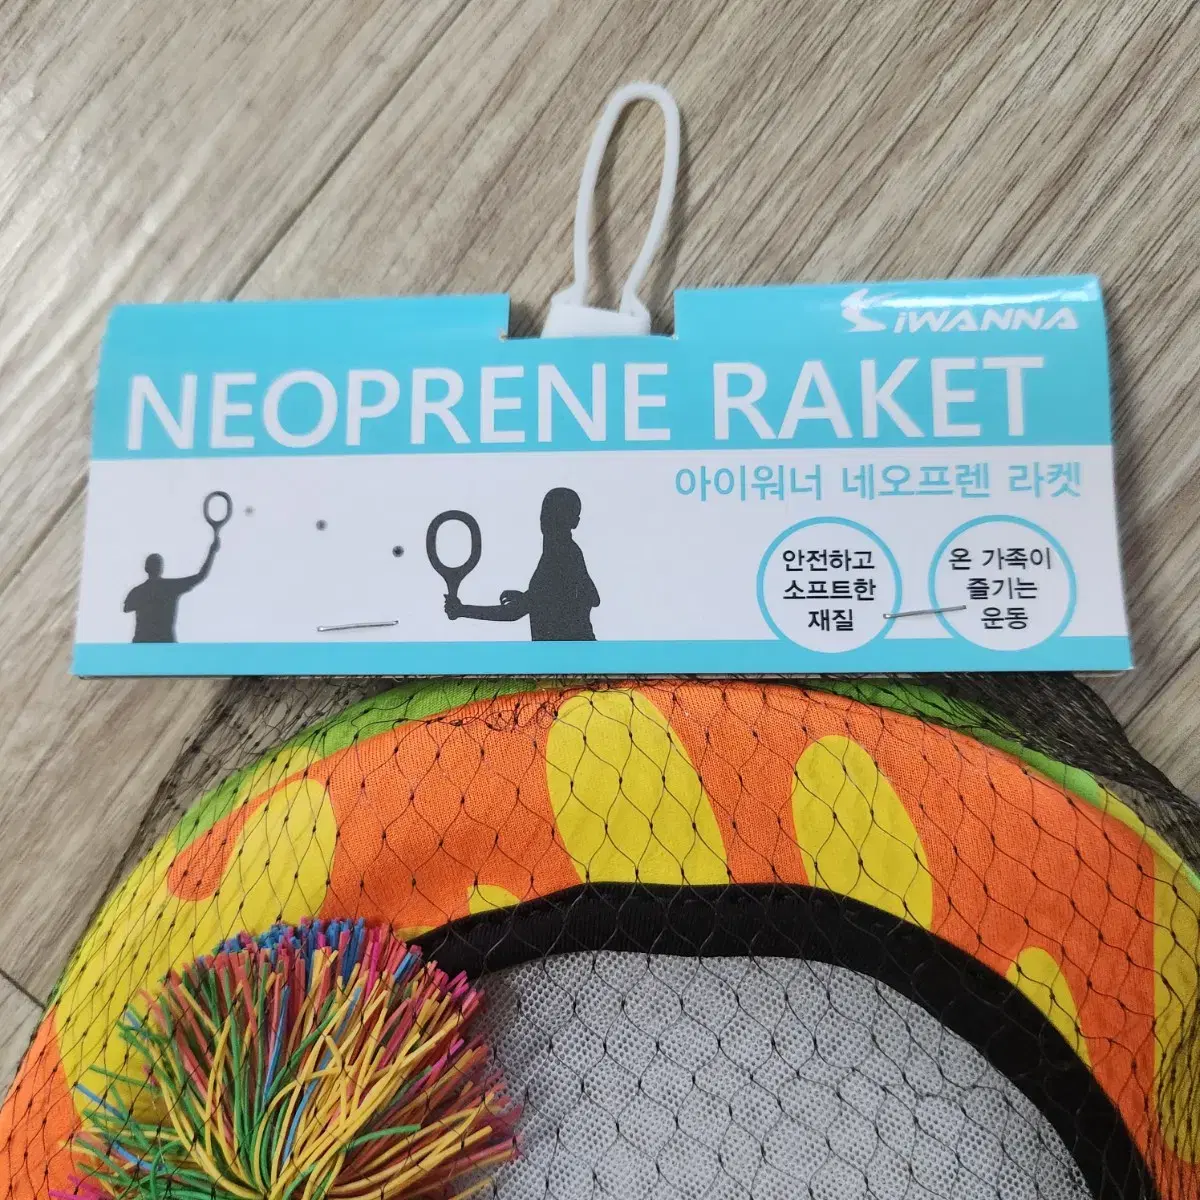 iWANNA
NEOPRENE RAKET
아이워너 네오프렌 라켓
안전하고
소프트한
재질
온 가족이
즐기는
운동